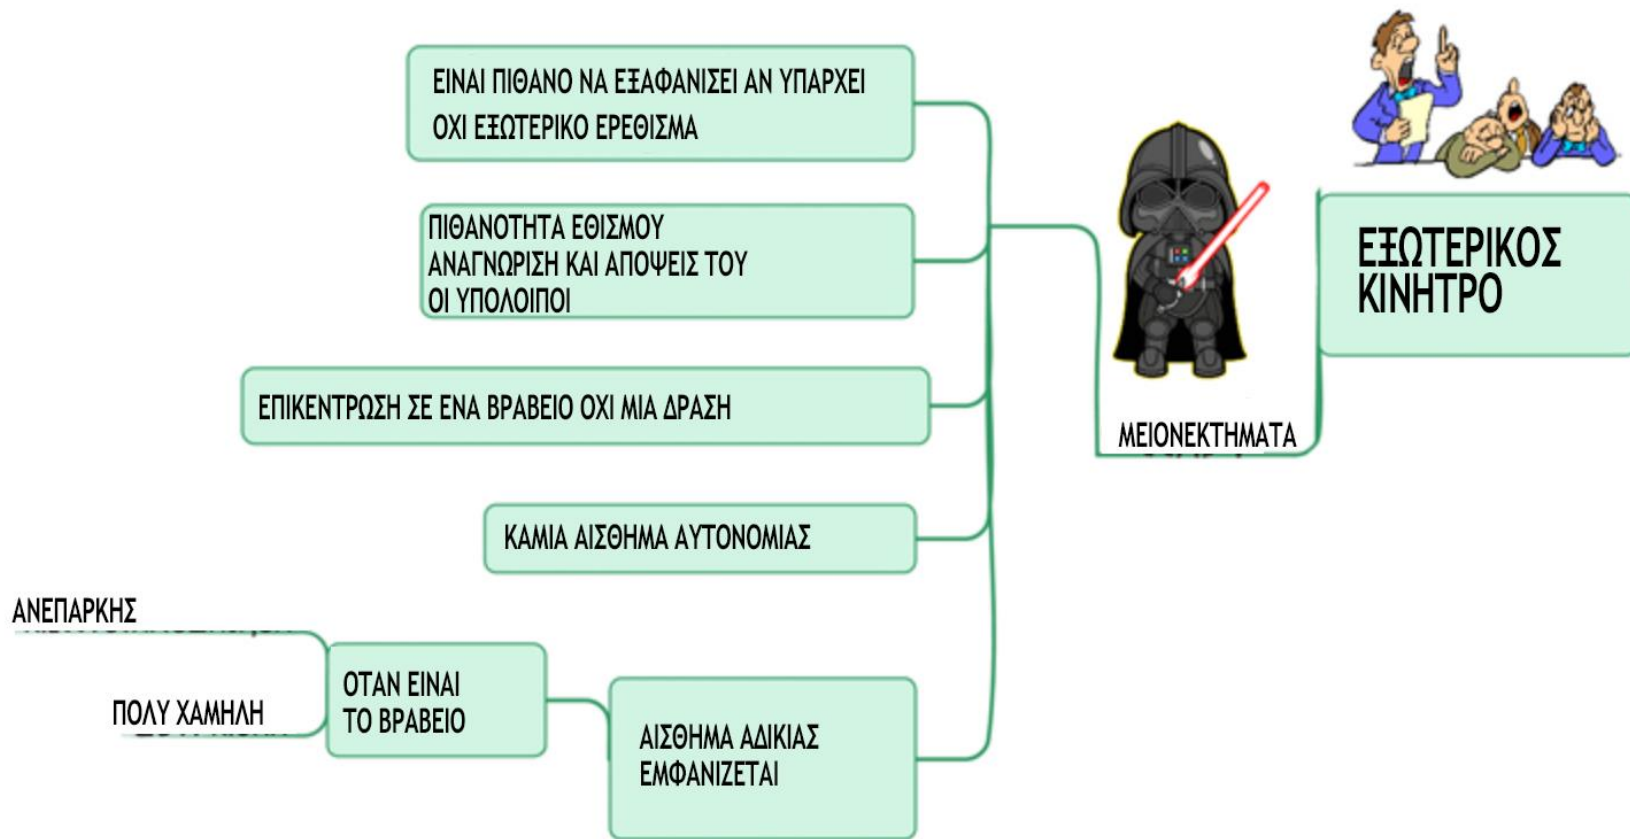 ΕΙΝΑΙ ΠΙΘΑΝΟ ΝΑ ΕΞΑΦΑΝΙΣΕΙ ΑΝ ΥΠΑΡΧΕΙ
ΟΧΙ ΕΞΩΤΕΡΙΚΟ ΕΡΕΘΙΣΜΑ
ΠΙΘΑΝΟΤΗΤΑ ΕΘΙΣΜΟΥ
ΑΝΑΓΝΩΡΙΣΗ ΚΑΙ ΑΠΟΨΕΙΣ ΤΟΥ
ΟΙ ΥΠΟΛΟΙΠΟΙ
ΕΞΩΤΕΡΙΚΟΣ
ΚΙΝΗΤΡΟ
ΕΠΙΚΕΝΤΡΩΣΗ ΣΕ ΕΝΑ ΒΡΑΒΕΙΟ ΟΧΙ ΜΙΑ ΔΡΑΣΗ
ΜΕΙΟΝΕΚΤΗΜΑΤΑ
ΚΑΜΙΑ ΑΙΣΘΗΜΑ ΑΥΤΟΝΟΜΙΑΣ
ΑΝΕΠΑΡΚΗΣ
ΠΟΛΥ ΧΑΜΗΛΗ
ΟΤΑΝ ΕΙΝΑΙ
ΤΟ ΒΡΑΒΕΙΟ
ΑΙΣΘΗΜΑ ΑΔΙΚΙΑΣ
ΕΜΦΑΝΙΖΕΤΑΙ